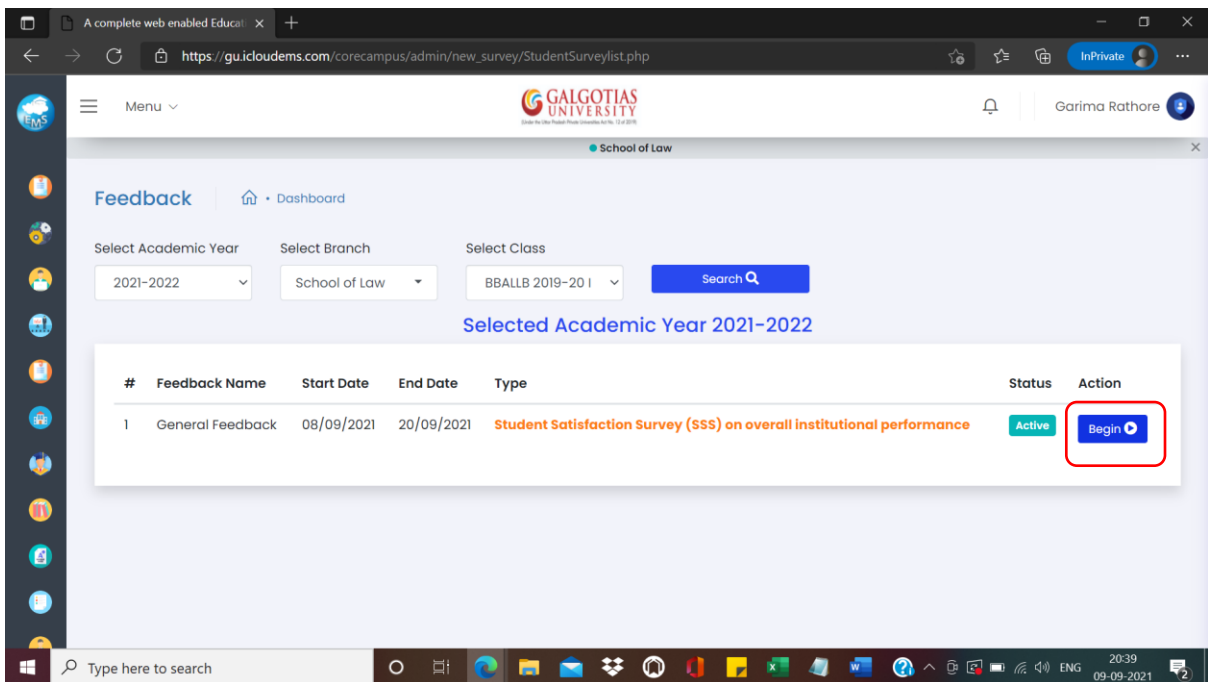 A complete web enabled Educati
https://gu.icloudems.com/corecampus/admin/new_survey/StudentSurveylist.php
InPrivate
EMS
Menu
GALGOTIAS
UNIVERSITY
Garima Rathore
School of Law
Feedback
• Dashboard
Select Academic Year Select Branch Select Class
2021-2022 School of Law BBALLB 2019-20 I Search
Selected Academic Year 2021-2022
# Feedback Name Start Date End Date Type Status Action
1 General Feedback 08/09/2021 20/09/2021 Student Satisfaction Survey (SSS) on overall institutional performance Active Begin
Type here to search
ENG
20:39
09-09-2021
2